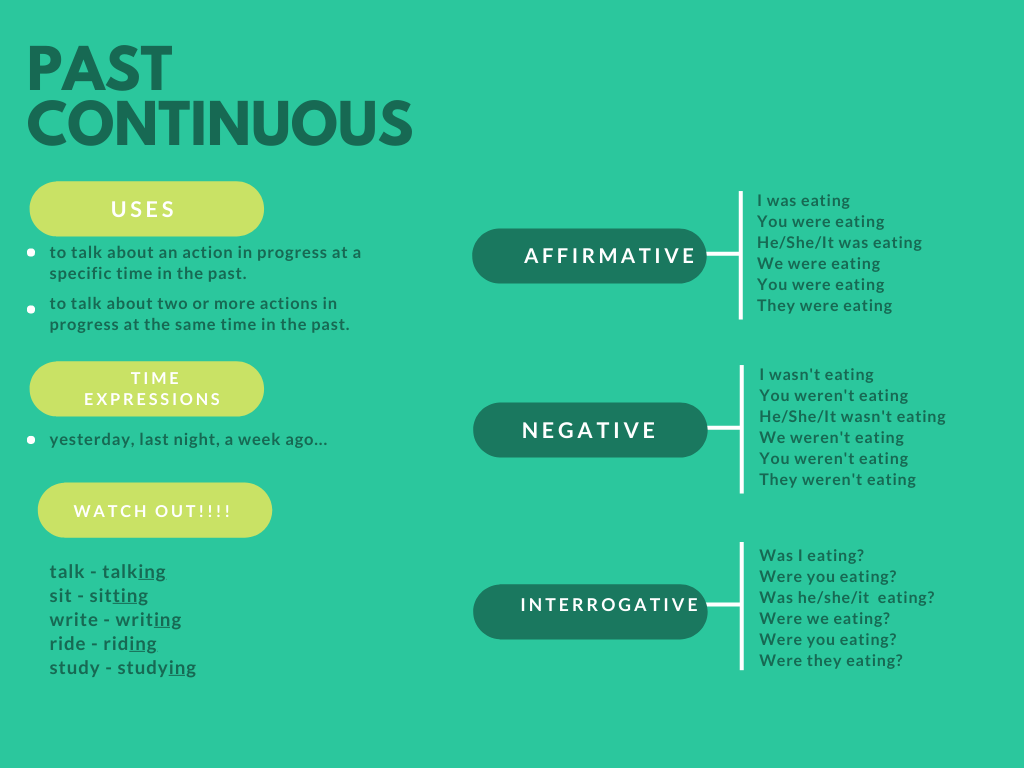 PAST
CONTINUOUS
USES
to talk about an action in progress at a
specific time in the past.
to talk about two or more actions in
progress at the same time in the past.
TIME
EXPRESSIONS
yesterday, last night, a week ago...
WATCH OUT!!!!
talk - talking
sit - sitting
write - writing
ride - riding
study - studying
AFFIRMATIVE
I was eating
You were eating
He/She/It was eating
We were eating
You were eating
They were eating
NEGATIVE
I wasn't eating
You weren't eating
He/She/It wasn't eating
We weren't eating
You weren't eating
They weren't eating
INTERROGATIVE
Was I eating?
Were you eating?
Was he/she/it  eating?
Were we eating?
Were you eating?
Were they eating?